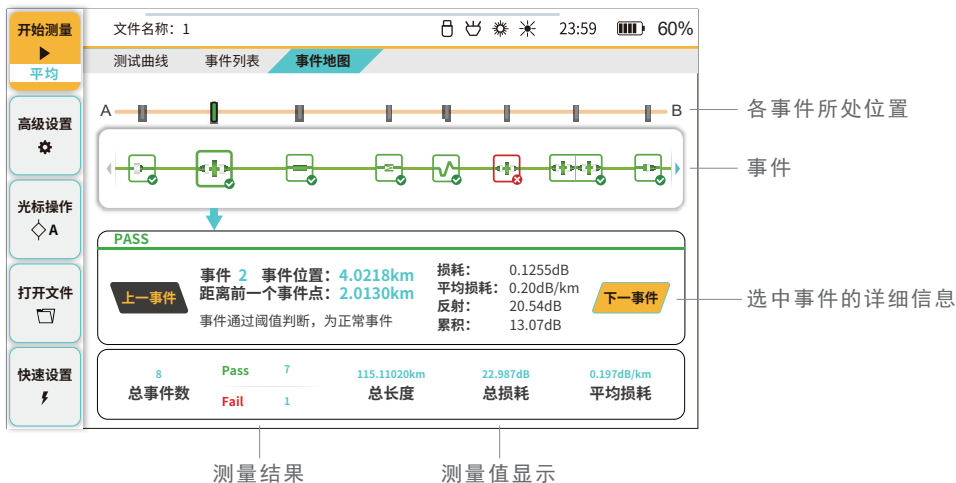 开始测量
平均
高级设置
光标操作
A
打开文件
快速设置
文件名称：1
23:59
60%
测试曲线 事件列表 事件地图
A B
各事件所处位置
事件
PASS
上一事件
事件 2 事件位置：4.0218km
距离前一个事件点：2.0130km
事件通过阈值判断，为正常事件
损耗： 0.1255dB
平均损耗：0.20dB/km
反射： 20.54dB
累积： 13.07dB
下一事件
选中事件的详细信息
8
总事件数
Pass 7
Fail 1
115.11020km
总长度
22.987dB
总损耗
0.197dB/km
平均损耗
测量结果
测量值显示